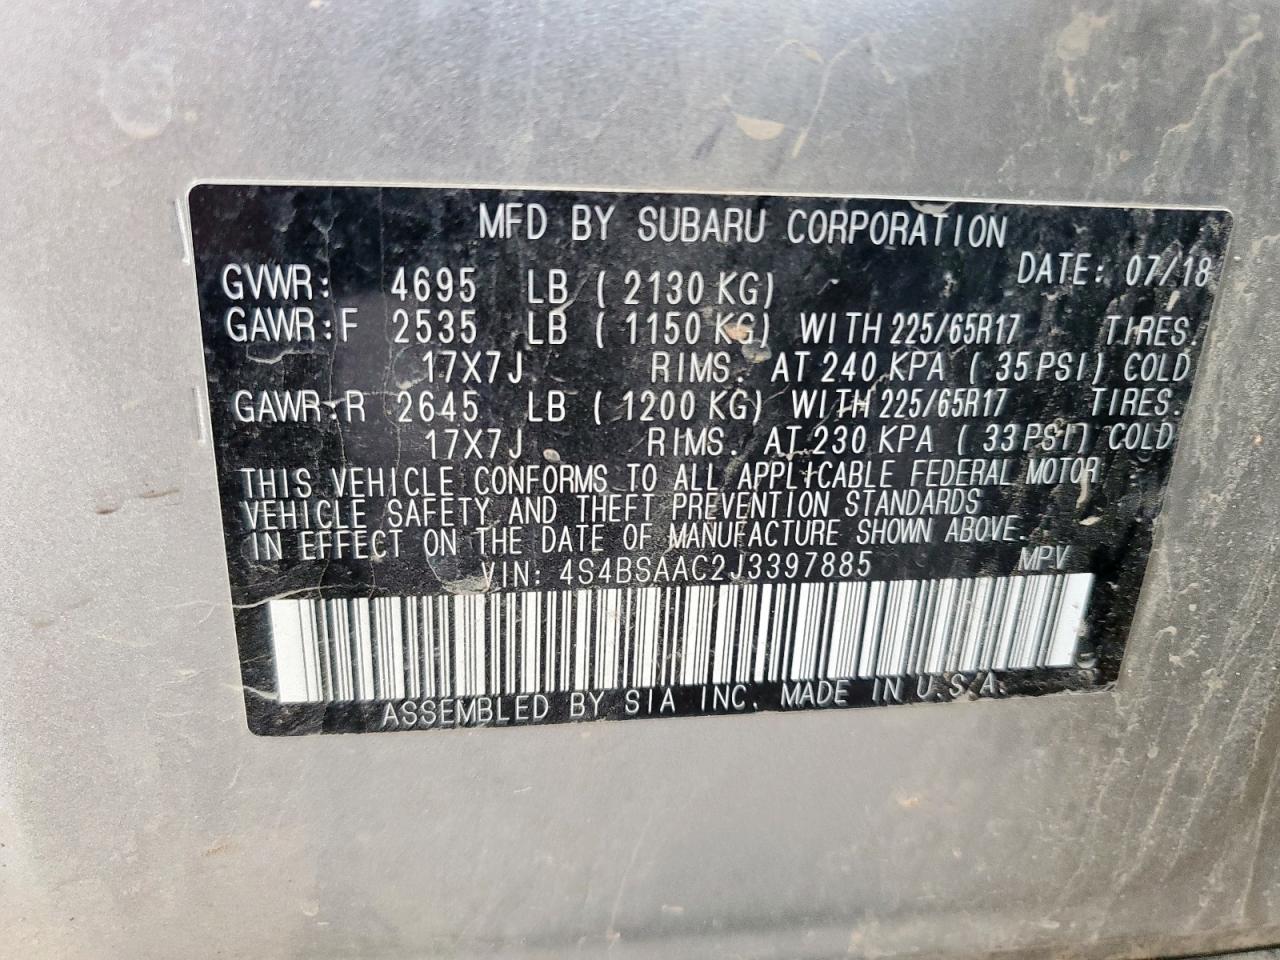 MFD BY SUBARU CORPORATION
DATE: 07/18
GVWR: 4695 LB ( 2130 KG)
GAWR:F 2535 LB ( 1150 KG) WITH 225/65R17 TIRES.
17X7J RIMS. AT 240 KPA ( 35 PSI) COLD
GAWR:R 2645 LB ( 1200 KG) WITH 225/65R17 TIRES.
17X7J RIMS. AT 230 KPA ( 33 PSI) COLD
THIS VEHICLE CONFORMS TO ALL APPLICABLE FEDERAL MOTOR
VEHICLE SAFETY AND THEFT PREVENTION STANDARDS
IN EFFECT ON THE DATE OF MANUFACTURE SHOWN ABOVE.
VIN: 4S4BSAAC2J3397885 MPV
ASSEMBLED BY SIA INC. MADE IN U.S.A.